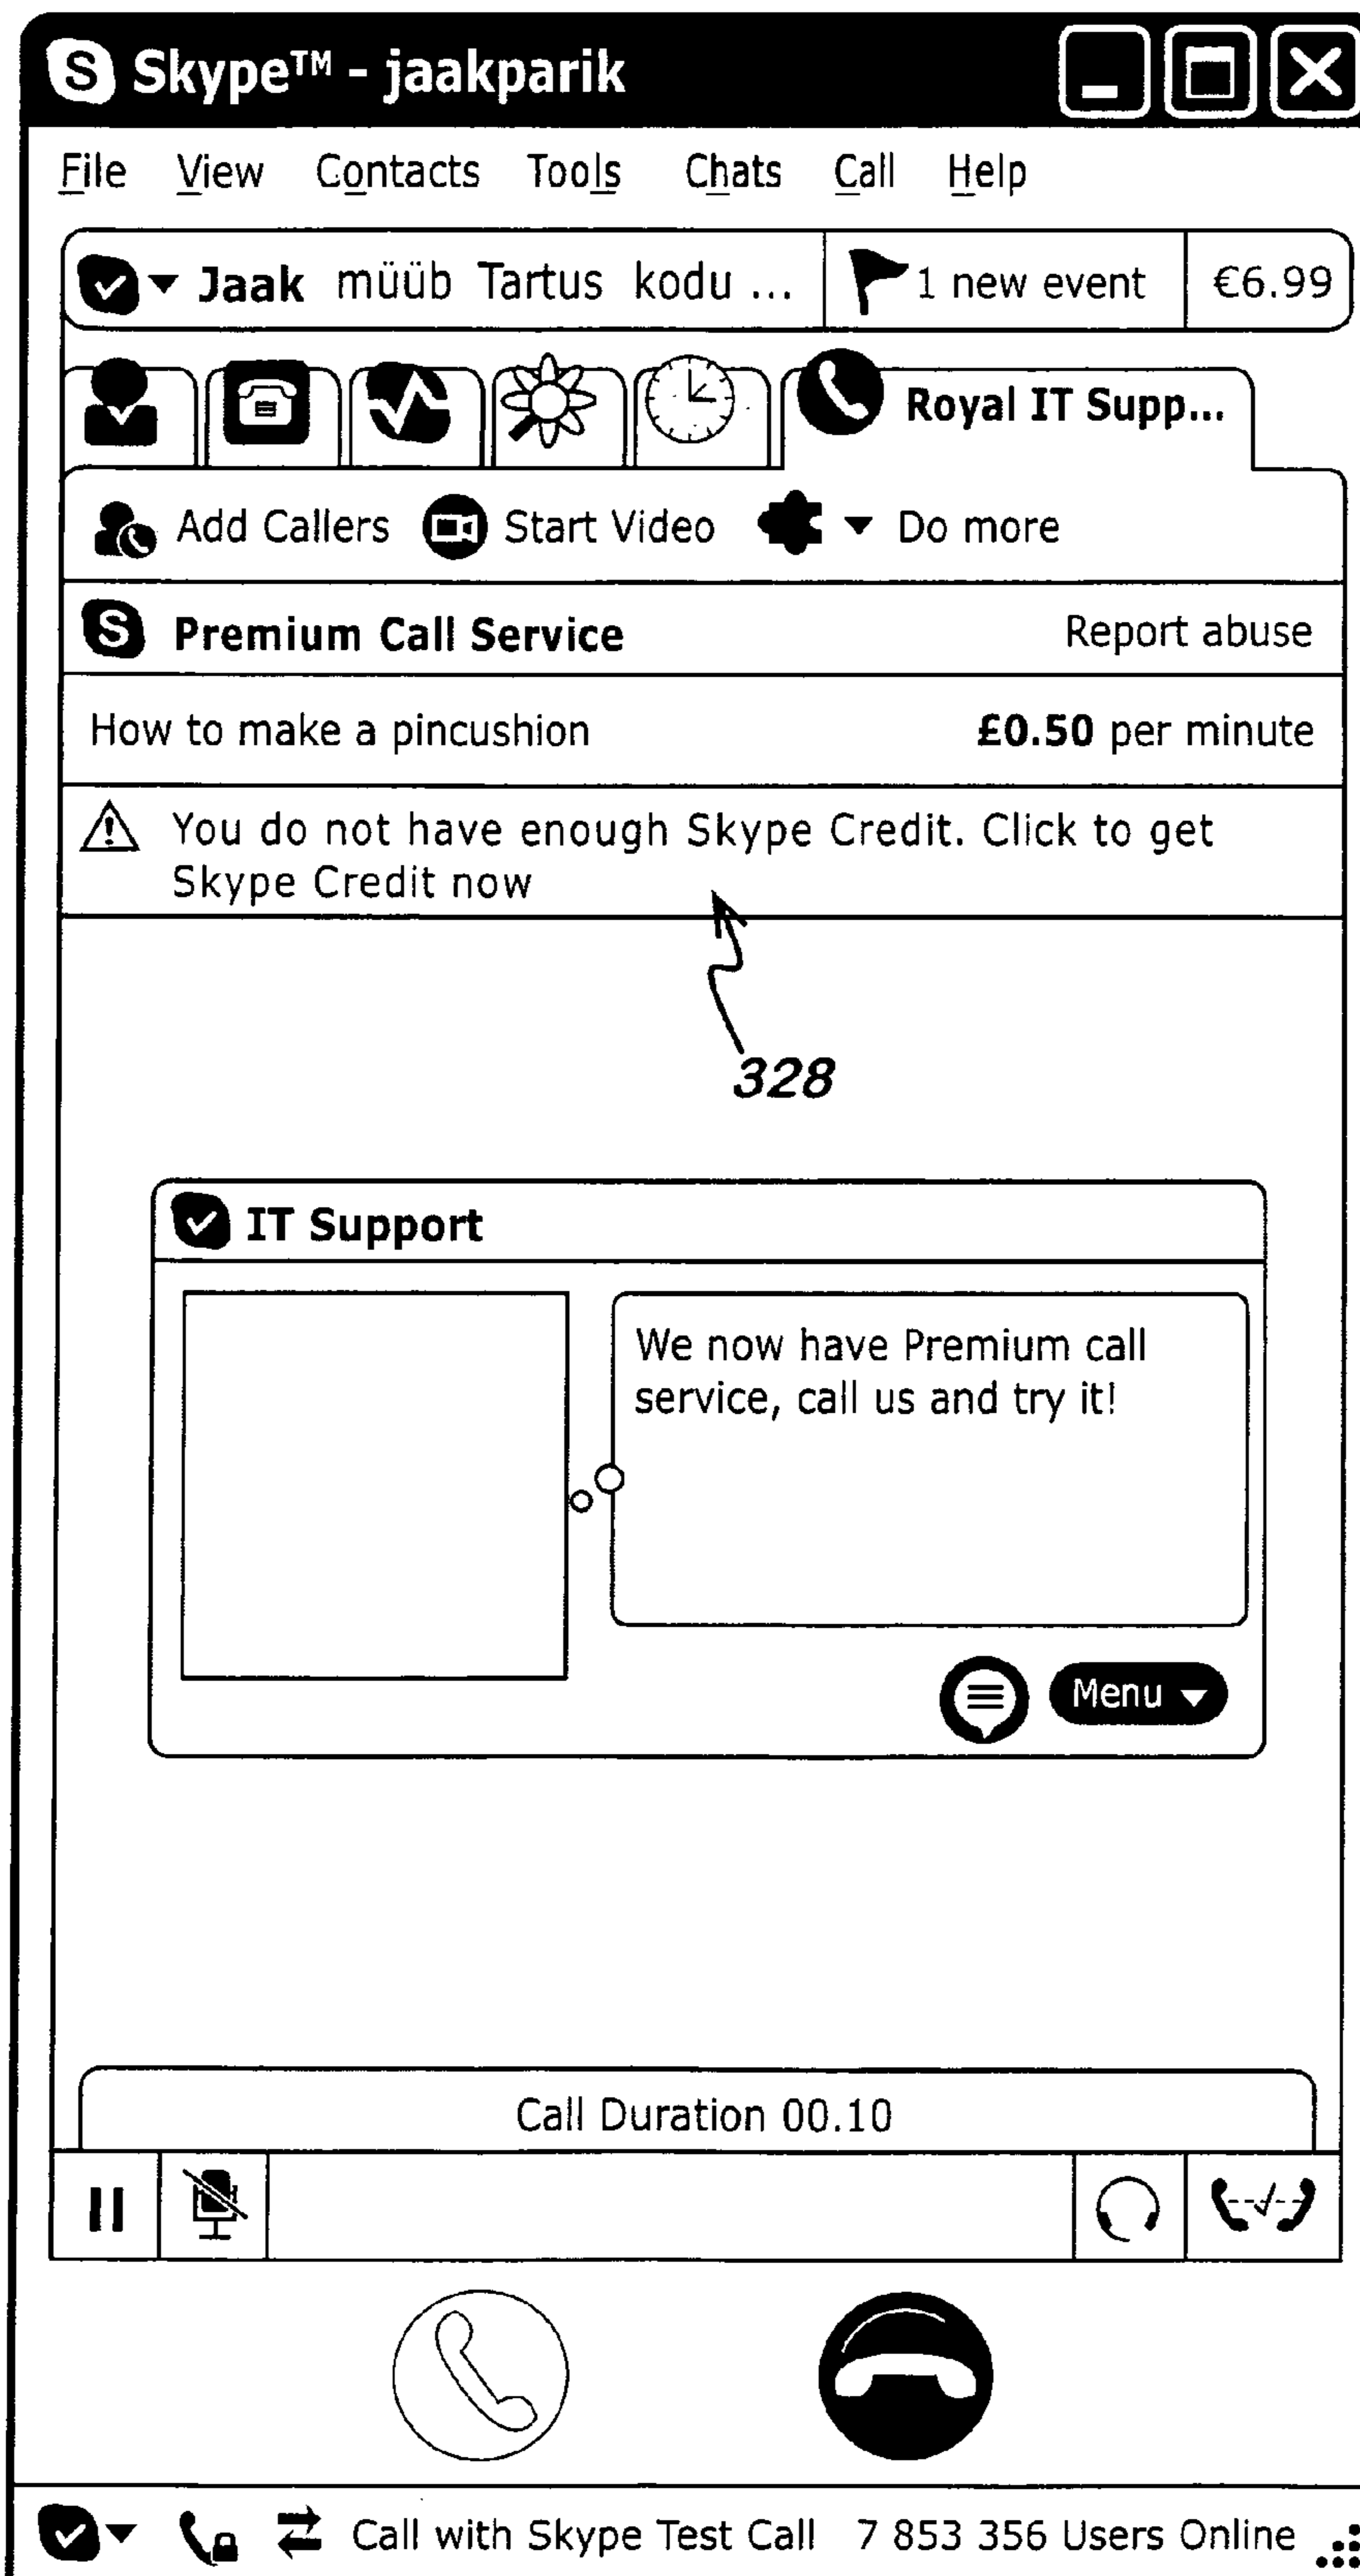 S Skype™ - jaakparik
File View Contacts Tools Chats Call Help
Jaak müüb Tartus kodu ... 1 new event €6.99
Royal IT Supp...
Add Callers Start Video Do more
S Premium Call Service Report abuse
How to make a pincushion £0.50 per minute
You do not have enough Skype Credit. Click to get
Skype Credit now
328
IT Support
We now have Premium call
service, call us and try it!
Menu
Call Duration 00.10
Call with Skype Test Call 7 853 356 Users Online